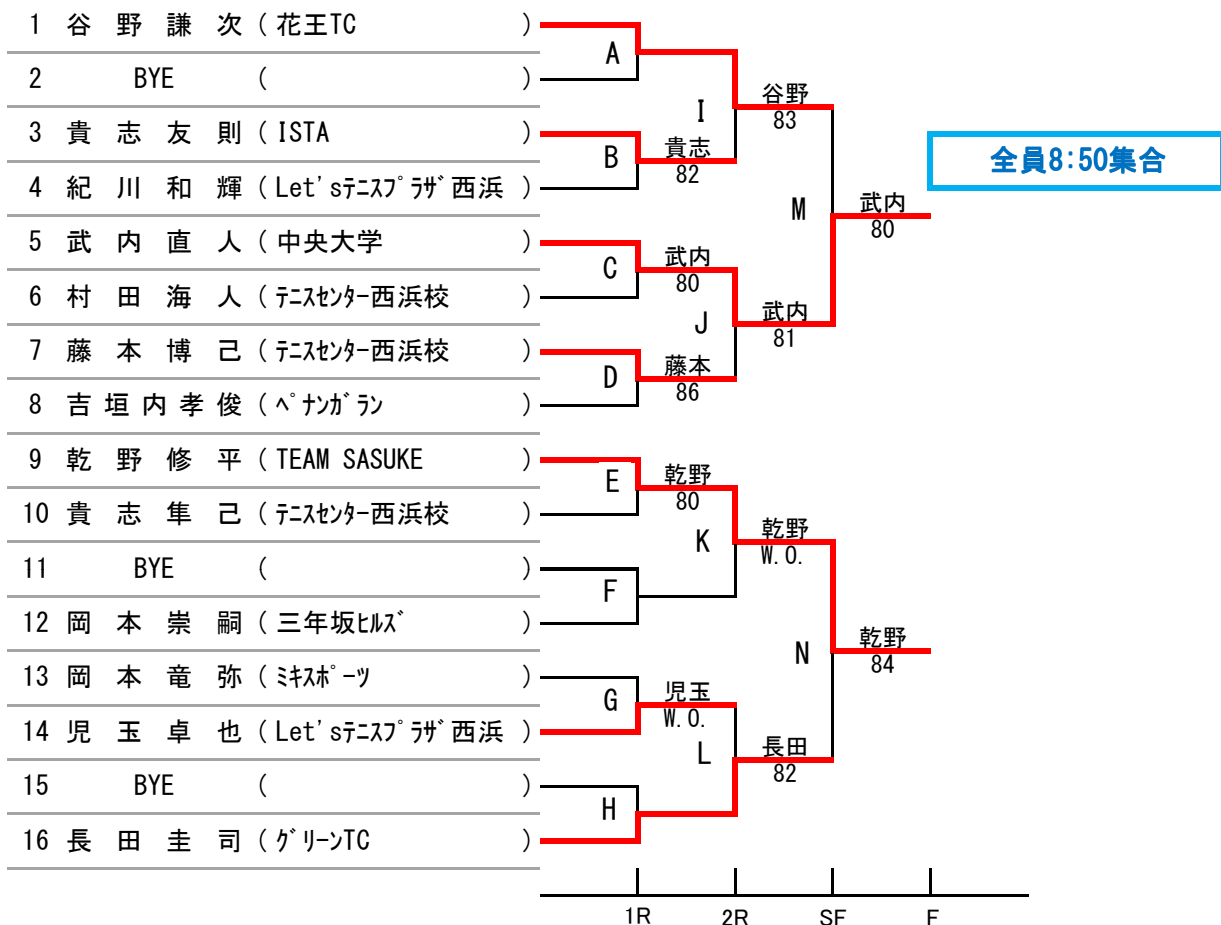 1 谷野謙次 ( 花王TC )
2 BYE ( )
3 貴志友則 ( ISTA )
4 紀川和輝 ( Let'sﾃﾆｽﾌﾟﾗｻﾞ西浜 )
5 武内直人 ( 中央大学 )
6 村田海人 ( ﾃﾆｽｾﾝﾀｰ西浜校 )
7 藤本博己 ( ﾃﾆｽｾﾝﾀｰ西浜校 )
8 吉垣内孝俊 ( ﾍﾟﾅﾝｶﾞﾗﾝ )
9 乾野修平 ( TEAM SASUKE )
10 貴志隼己 ( ﾃﾆｽｾﾝﾀｰ西浜校 )
11 BYE ( )
12 岡本崇嗣 ( 三年坂ﾋﾙｽﾞ )
13 岡本竜弥 ( ﾐｷｽﾎﾟｰﾂ )
14 児玉卓也 ( Let'sﾃﾆｽﾌﾟﾗｻﾞ西浜 )
15 BYE ( )
16 長田圭司 ( ｸﾞﾘｰﾝTC )
A
B
C
D
E
F
G
H
貴志
82
武内
80
藤本
86
乾野
80
児玉
W.O.
I
J
K
L
谷野
83
武内
81
乾野
W.O.
長田
82
M
N
武内
80
乾野
84
全員8:50集合
1R 2R SF F